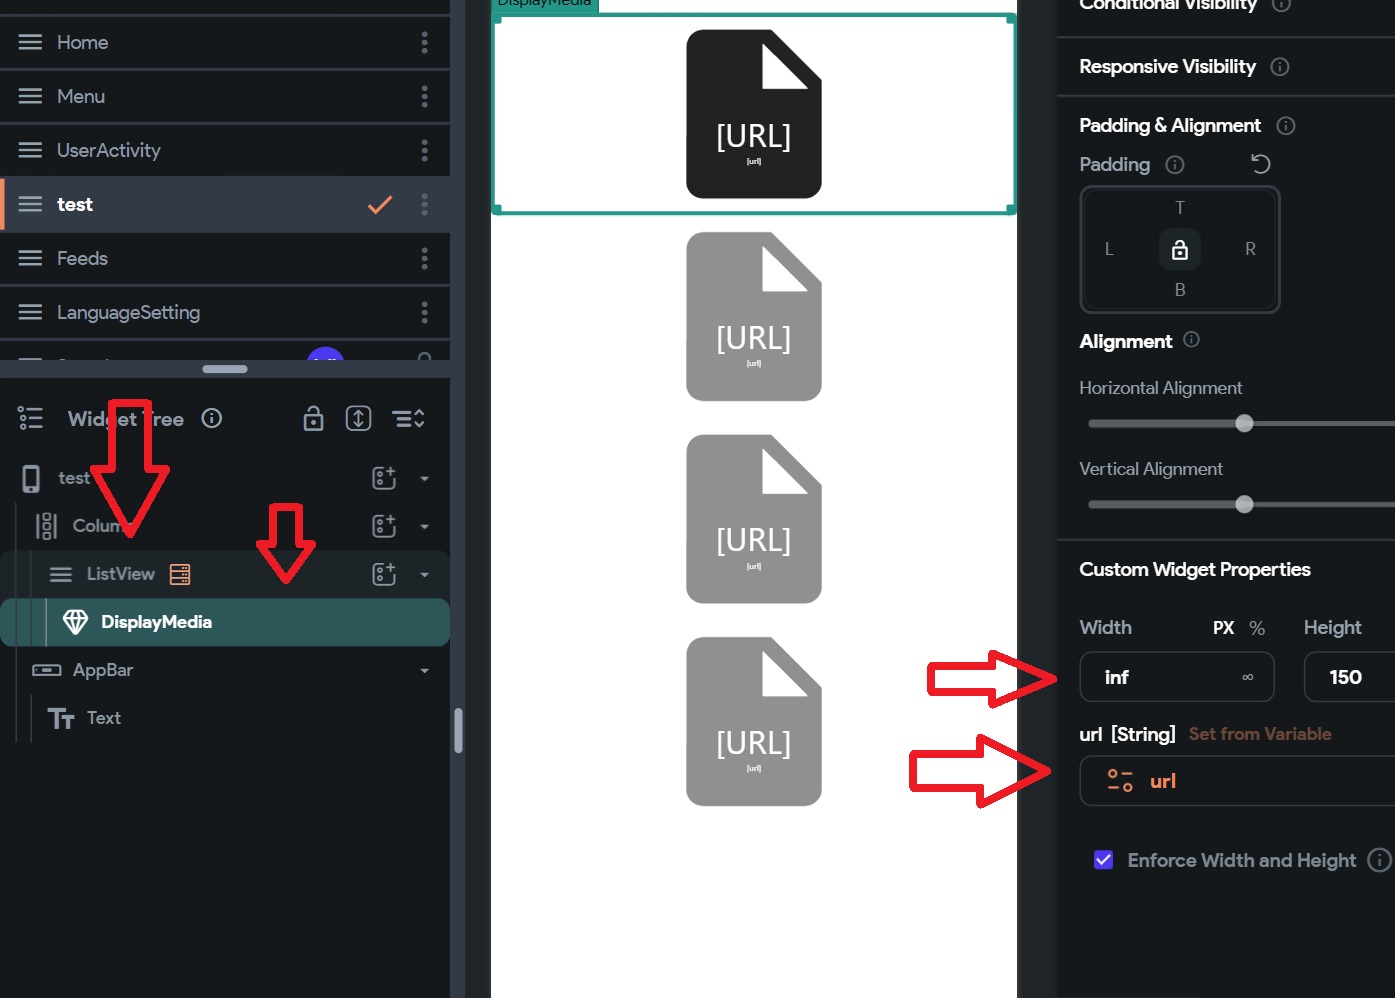 Home
Menu
UserActivity
test
Feeds
LanguageSetting
Widget Tree
test
Column
ListView
DisplayMedia
AppBar
Text
DisplayMedia
[URL]
[url]
[URL]
[url]
[URL]
[url]
[URL]
[url]
Conditional Visibility
Responsive Visibility
Padding & Alignment
Padding
T
L R
B
Alignment
Horizontal Alignment
Vertical Alignment
Custom Widget Properties
Width PX % Height
inf ∞ 150
url [String] Set from Variable
url
Enforce Width and Height